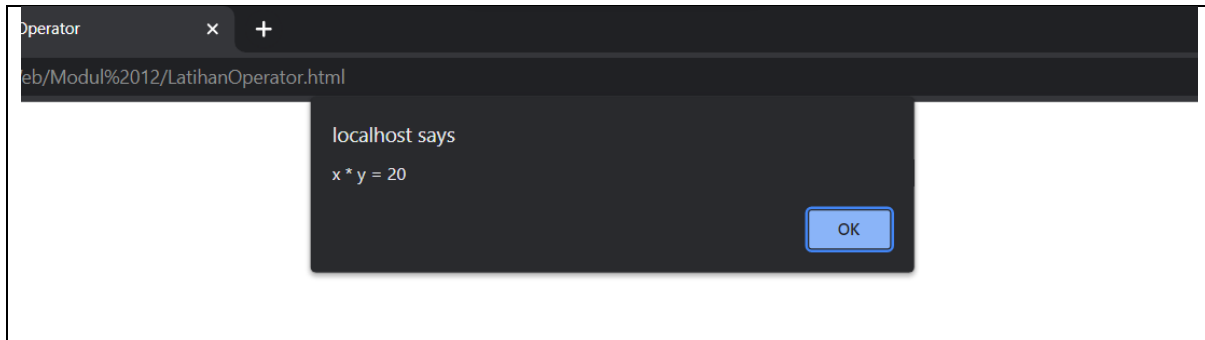 Operator × +
eb/Modul%2012/LatihanOperator.html
localhost says
x * y = 20
OK